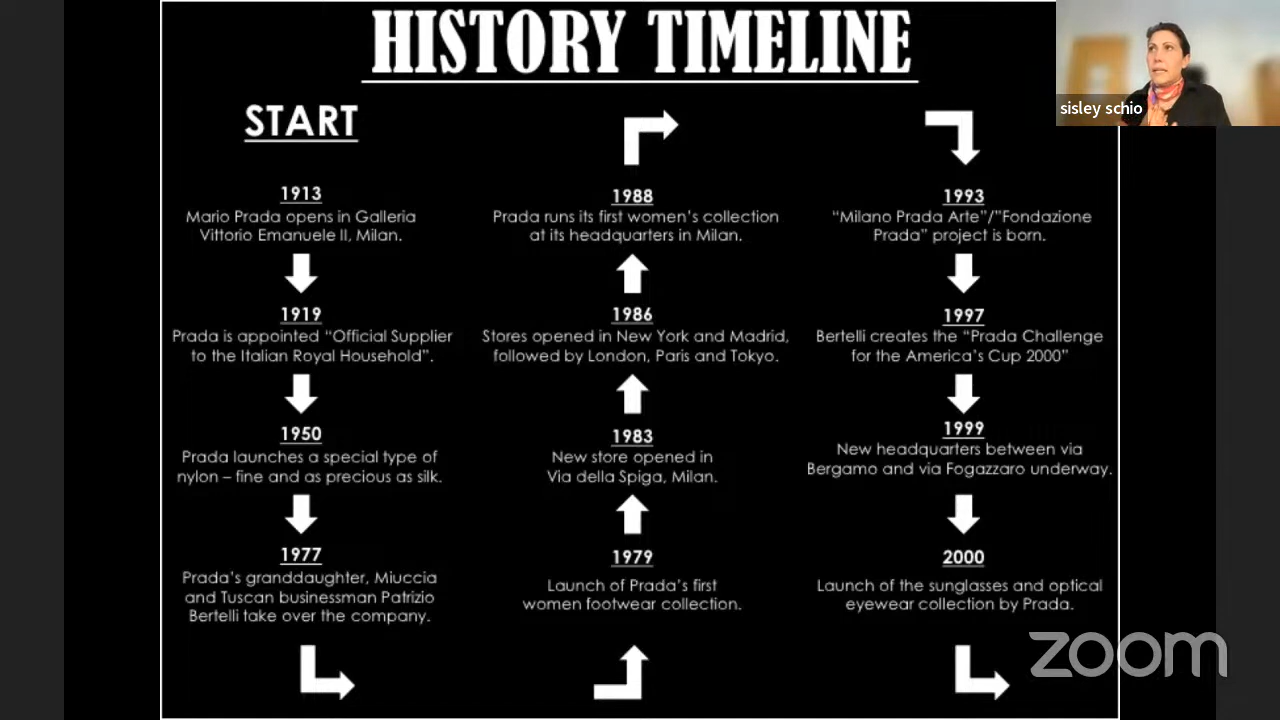 HISTORY TIMELINE
START
1913
Mario Prada opens in Galleria
Vittorio Emanuele II, Milan.
1919
Prada is appointed “Official Supplier
to the Italian Royal Household”.
1950
Prada launches a special type of
nylon – fine and as precious as silk.
1977
Prada’s granddaughter, Miuccia
and Tuscan businessman Patrizio
Bertelli take over the company.
1979
Launch of Prada’s first
women footwear collection.
1983
New store opened in
Via della Spiga, Milan.
1986
Stores opened in New York and Madrid,
followed by London, Paris and Tokyo.
1988
Prada runs its first women’s collection
at its headquarters in Milan.
1993
“Milano Prada Arte”/”Fondazione
Prada” project is born.
1997
Bertelli creates the “Prada Challenge
for the America’s Cup 2000”
1999
New headquarters between via
Bergamo and via Fogazzaro underway.
2000
Launch of the sunglasses and optical
eyewear collection by Prada.
sisley schio
zoom